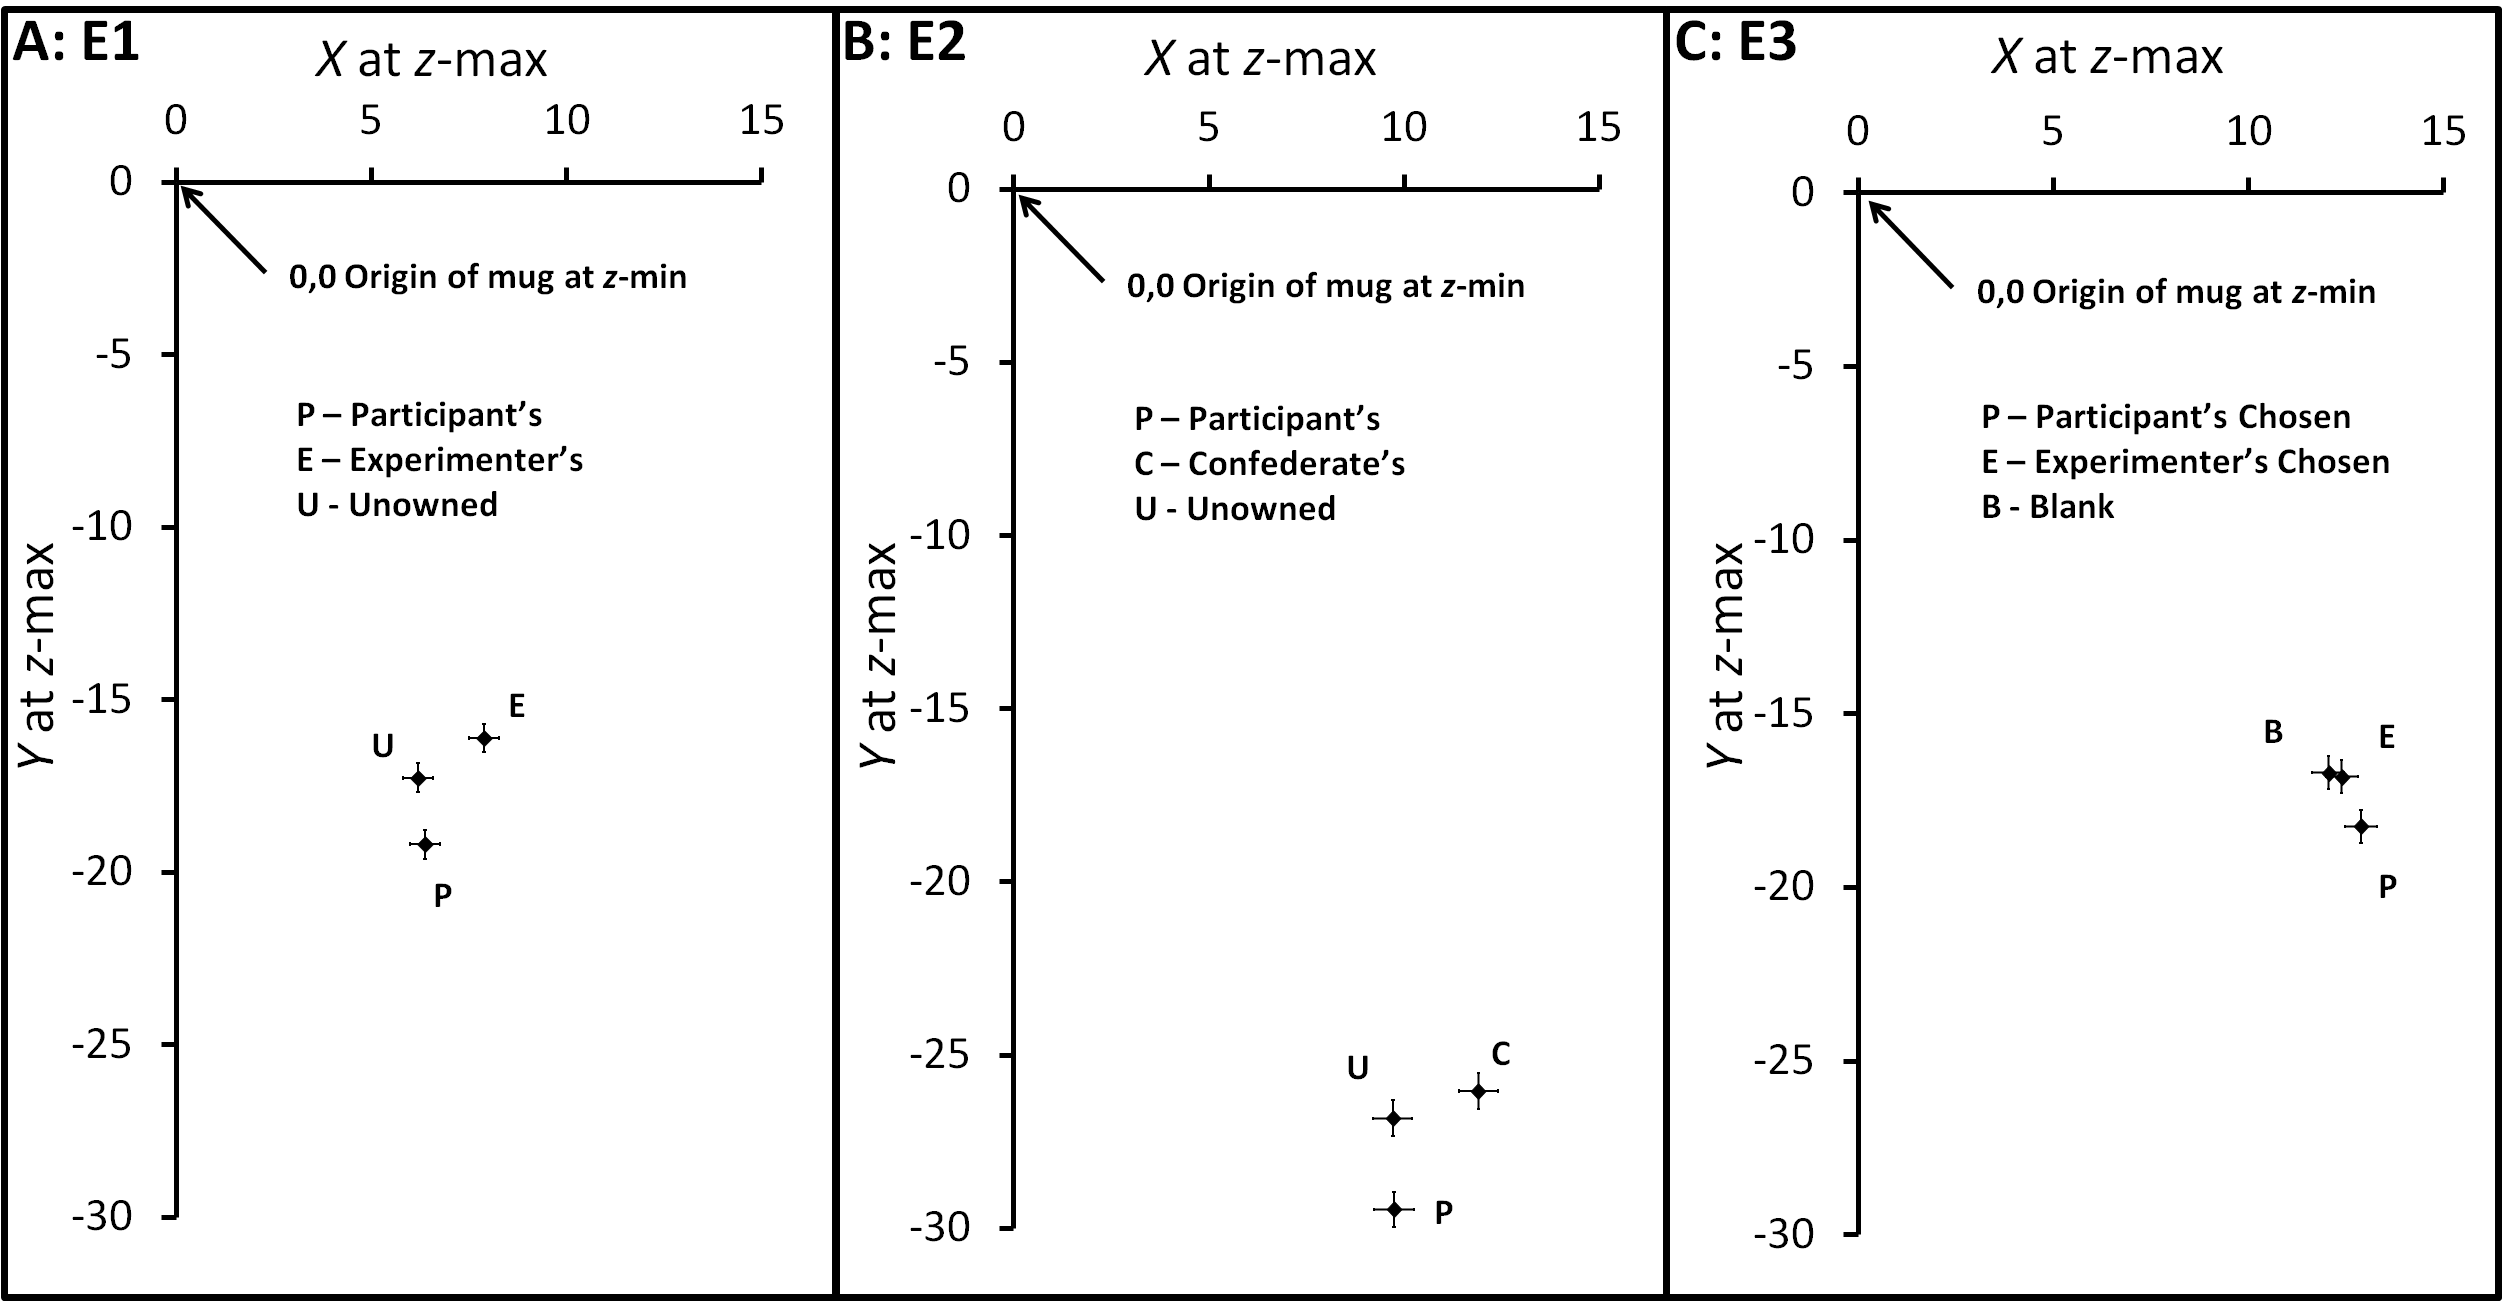 A: E1
X at z-max
0 5 10 15
0
0,0 Origin of mug at z-min
-5
P – Participant’s
E – Experimenter’s
U - Unowned
-10
Y at z-max
-15
E
U
-20
P
-25
-30
B: E2
X at z-max
0 5 10 15
0
0,0 Origin of mug at z-min
-5
P – Participant’s
C – Confederate’s
U - Unowned
-10
Y at z-max
-15
-20
-25
C
U
P
-30
C: E3
X at z-max
0 5 10 15
0
0,0 Origin of mug at z-min
-5
P – Participant’s Chosen
E – Experimenter’s Chosen
B - Blank
-10
Y at z-max
-15
B
E
-20
P
-25
-30